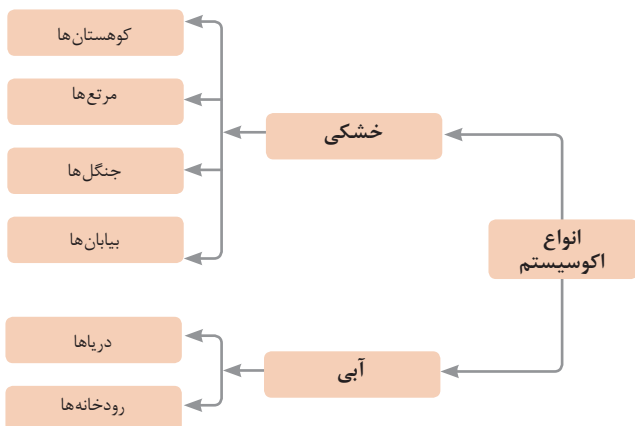 انواع
اکوسیستم
خشکی
کوهستان‌ها
مرتع‌ها
جنگل‌ها
بیابان‌ها
آبی
دریاها
رودخانه‌ها